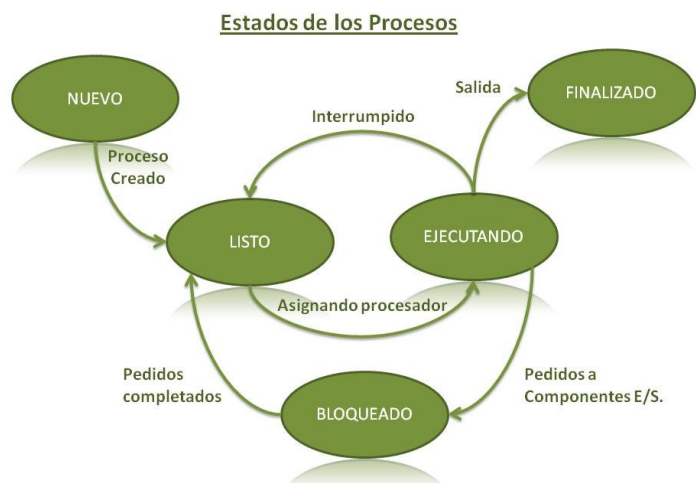 Estados de los Procesos
NUEVO
FINALIZADO
Salida
Interrumpido
Proceso
Creado
LISTO
EJECUTANDO
Asignando procesador
Pedidos
completados
Pedidos a
Componentes E/S.
BLOQUEADO